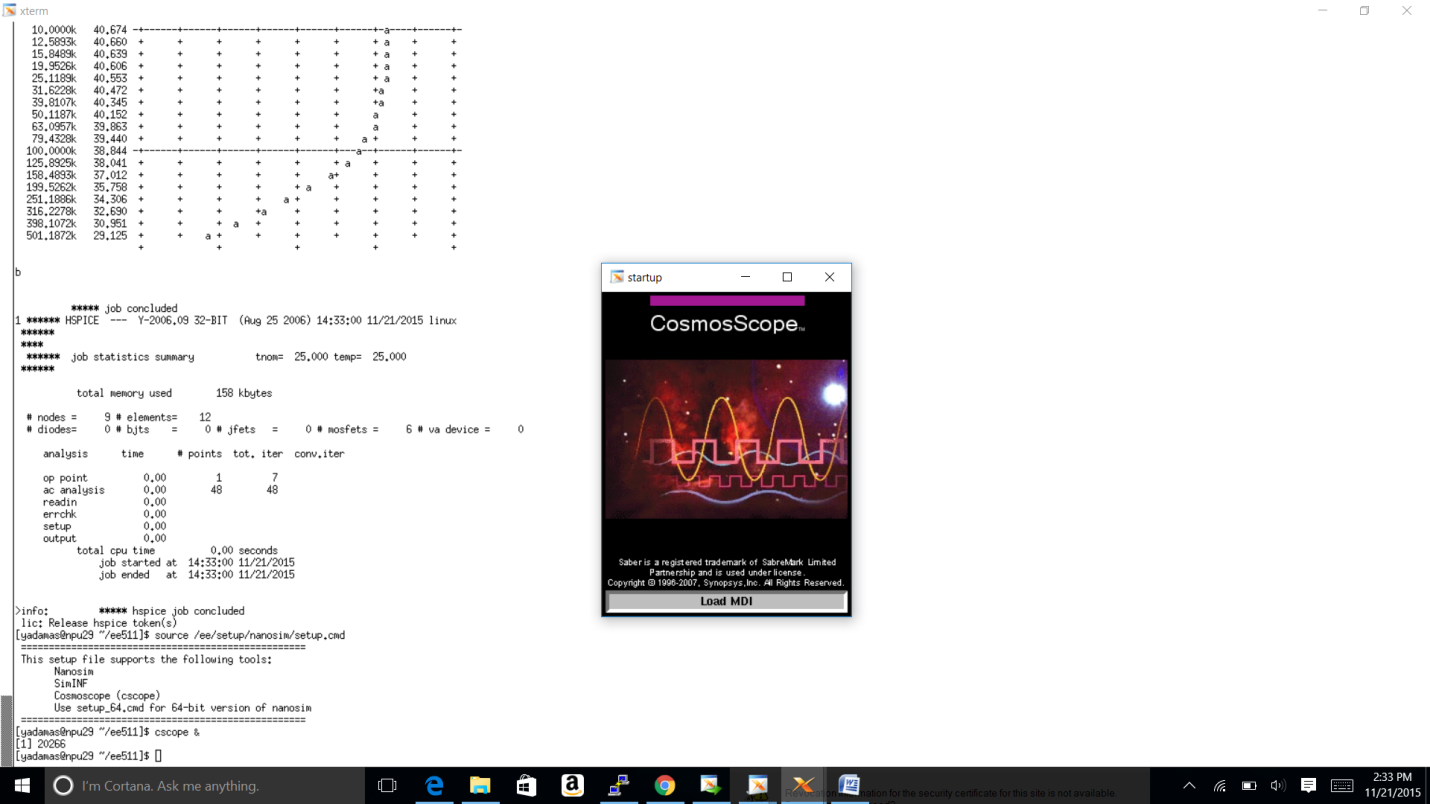 xterm
10.0000k 40.674 -+------+------+------+------+------+------+-a----+------+-
12.5893k 40.660 + + + + + + + a + +
15.8489k 40.639 + + + + + + + a + +
19.9526k 40.606 + + + + + + + a + +
25.1189k 40.553 + + + + + + + a + +
31.6228k 40.472 + + + + + + +a + +
39.8107k 40.345 + + + + + + +a + +
50.1187k 40.152 + + + + + + a + +
63.0957k 39.863 + + + + + + a + +
79.4328k 39.440 + + + + + + a + + +
100.0000k 38.844 -+------+------+------+------+------+---a--+------+------+-
125.8925k 38.041 + + + + + + a + + +
158.4893k 37.012 + + + + + a+ + + +
199.5262k 35.758 + + + + + a + + + +
251.1886k 34.306 + + + + a + + + + +
316.2278k 32.690 + + + +a + + + + +
398.1072k 30.951 + + + a + + + + + +
501.1872k 29.125 + + a + + + + + + +
+ + + + +
b
***** job concluded
1 ****** HSPICE --- Y-2006.09 32-BIT (Aug 25 2006) 14:33:00 11/21/2015 linux
******
****
****** job statistics summary tnom= 25.000 temp= 25.000
******
total memory used 158 kbytes
# nodes = 9 # elements= 12
# diodes= 0 # bjts = 0 # jfets = 0 # mosfets = 6 # va device = 0
analysis time # points tot. iter conv.iter
op point 0.00 1 7
ac analysis 0.00 48 48
readin 0.00
errchk 0.00
setup 0.00
output 0.00
total cpu time 0.00 seconds
job started at 14:33:00 11/21/2015
job ended at 14:33:00 11/21/2015
>info: ***** hspice job concluded
lic: Release hspice token(s)
[yadamas@npu29 ~/ee511]$ source /ee/setup/nanosim/setup.cmd
===================================================
This setup file supports the following tools:
Nanosim
SimINF
Cosmoscope (cscope)
Use setup_64.cmd for 64-bit version of nanosim
===================================================
[yadamas@npu29 ~/ee511]$ cscope &
[1] 20266
[yadamas@npu29 ~/ee511]$
startup
CosmosScope™
Saber is a registered trademark of SabreMark Limited
Partnership and is used under license.
Copyright © 1996-2007, Synopsys,Inc. All Rights Reserved.
Load MDI
I'm Cortana. Ask me anything.
for the security certificate for this site is not available.
2:33 PM
11/21/2015